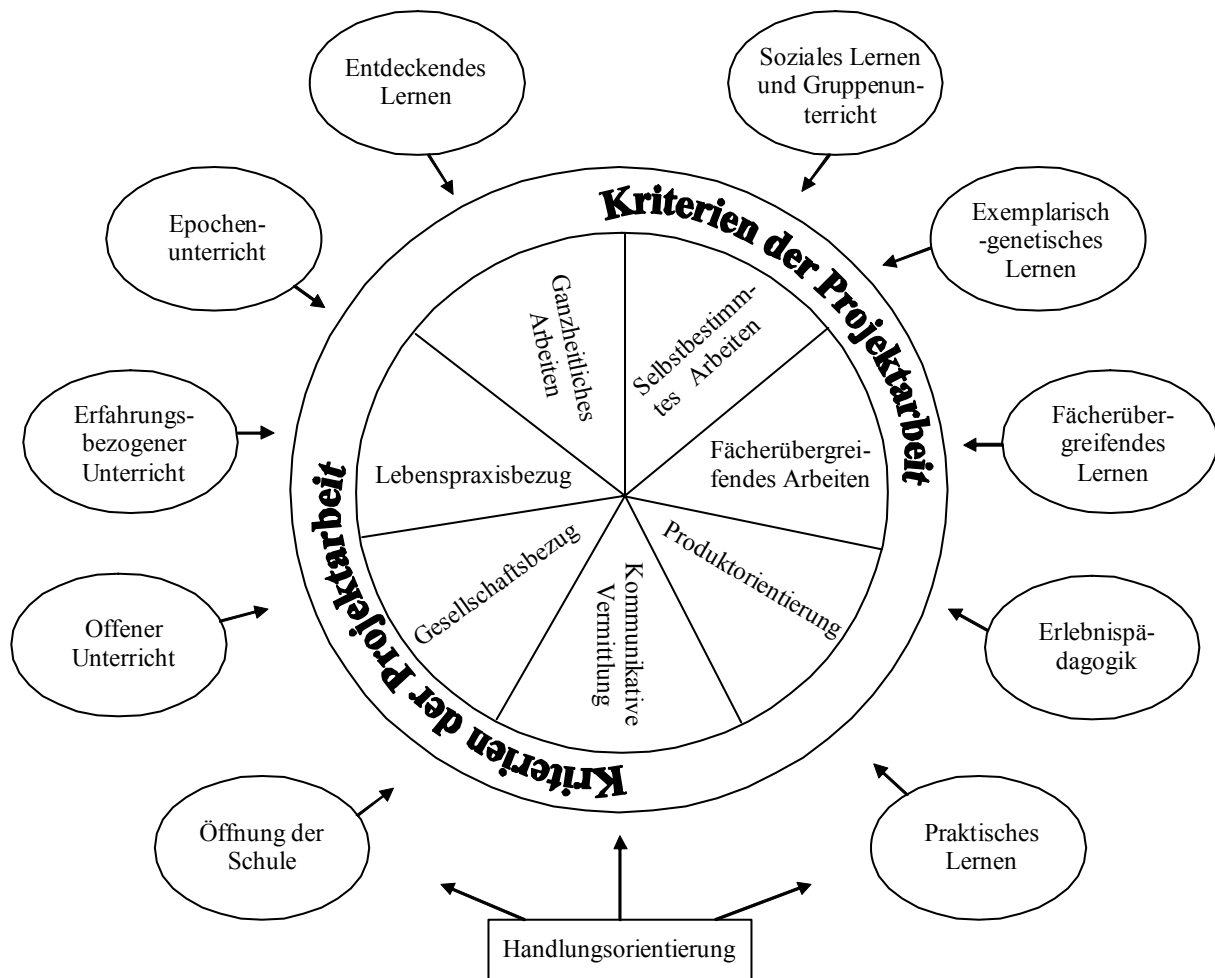 Entdeckendes
Lernen
Soziales Lernen
und Gruppenun-
terricht
Epochen-
unterricht
Exemplarisch
-genetisches
Lernen
Kriterien der Projektarbeit
Ganzheitliches
Arbeiten
Selbstbestimm-
tes Arbeiten
Erfahrungs-
bezogener
Unterricht
Lebenspraxisbezug
Fächerübergrei-
fendes Arbeiten
Fächerüber-
greifendes
Lernen
Gesellschaftsbezug
Kommunikative
Vermittlung
Produktorientierung
Kriterien der Projektarbeit
Offener
Unterricht
Erlebnispä-
dagogik
Öffnung der
Schule
Praktisches
Lernen
Handlungsorientierung